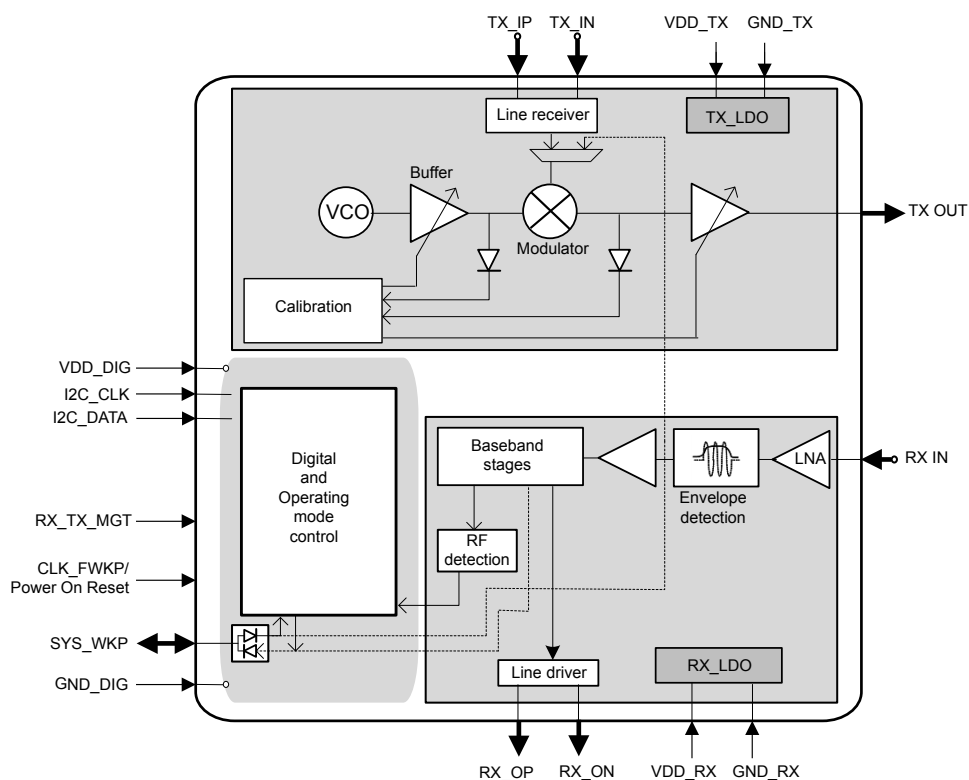 TX_IP
TX_IN
VDD_TX
GND_TX
Line receiver
TX_LDO
Buffer
VCO
Modulator
TX OUT
Calibration
VDD_DIG
I2C_CLK
I2C_DATA
Digital
and
Operating
mode
control
RX_TX_MGT
CLK_FWKP/
Power On Reset
SYS_WKP
GND_DIG
Baseband
stages
LNA
RX IN
Envelope
detection
RF
detection
Line driver
RX_LDO
RX_OP
RX_ON
VDD_RX
GND_RX